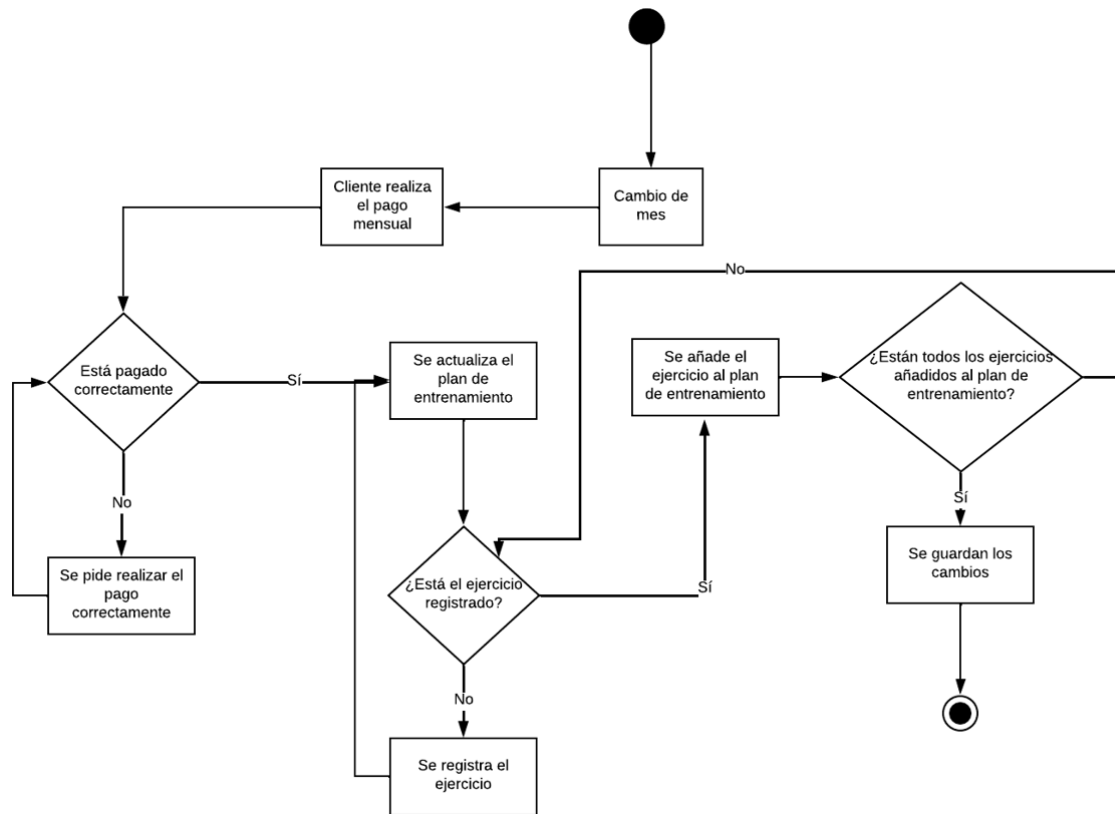 Cambio de
mes
Cliente realiza
el pago
mensual
Está pagado
correctamente
No
Se pide realizar el
pago
correctamente
Sí
Se actualiza el
plan de
entrenamiento
¿Está el ejercicio
registrado?
No
Se registra el
ejercicio
Sí
Se añade el
ejercicio al plan
de entrenamiento
¿Están todos los ejercicios
añadidos al plan de
entrenamiento?
No
Sí
Se guardan los
cambios